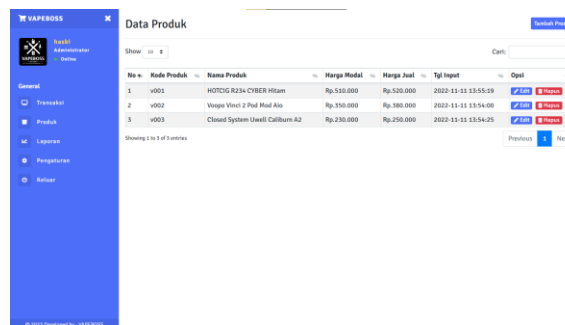 VAPEBOSS ✖
hasbi
Administrator
Online
General
Transaksi
Produk
Laporan
Pengaturan
Keluar
Data Produk
Tambah
Show 10
Cari:
No Kode Produk Nama Produk Harga Modal Harga Jual Tgl Input Opsi
1 v001 HOTCIG R234 CYBER Hitam Rp.510.000 Rp.520.000 2022-11-11 13:55:19 Edit Hapus
2 v002 Voopo Vinci 2 Pod Mod Aio Rp.350.000 Rp.380.000 2022-11-11 13:54:00 Edit Hapus
3 v003 Closed System Uwell Caliburn A2 Rp.230.000 Rp.250.000 2022-11-11 13:54:25 Edit Hapus
Showing 1 to 3 of 3 entries
Previous 1